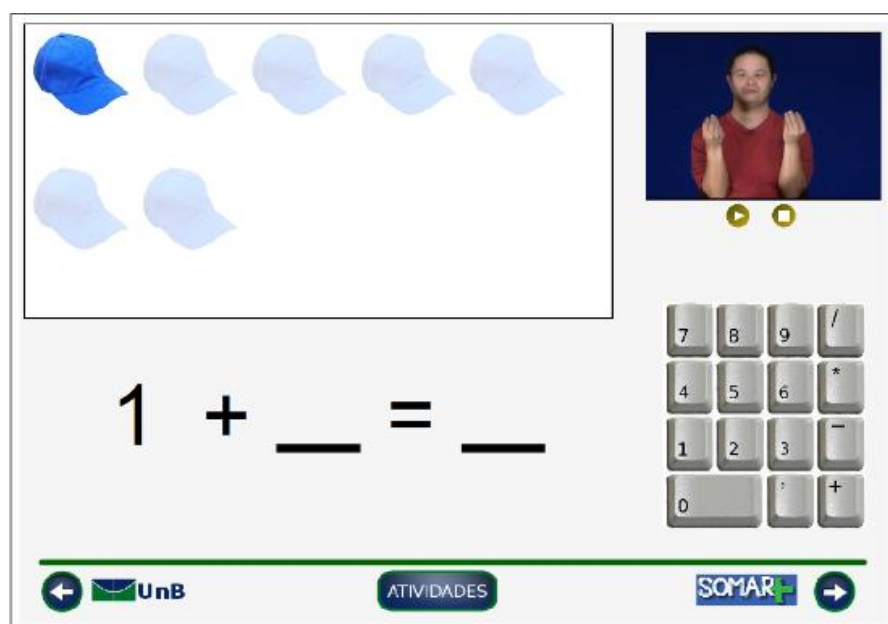 1 + __ = __
7 8 9 /
4 5 6 *
1 2 3 -
0 , +
UnB
ATIVIDADES
SOMAR+